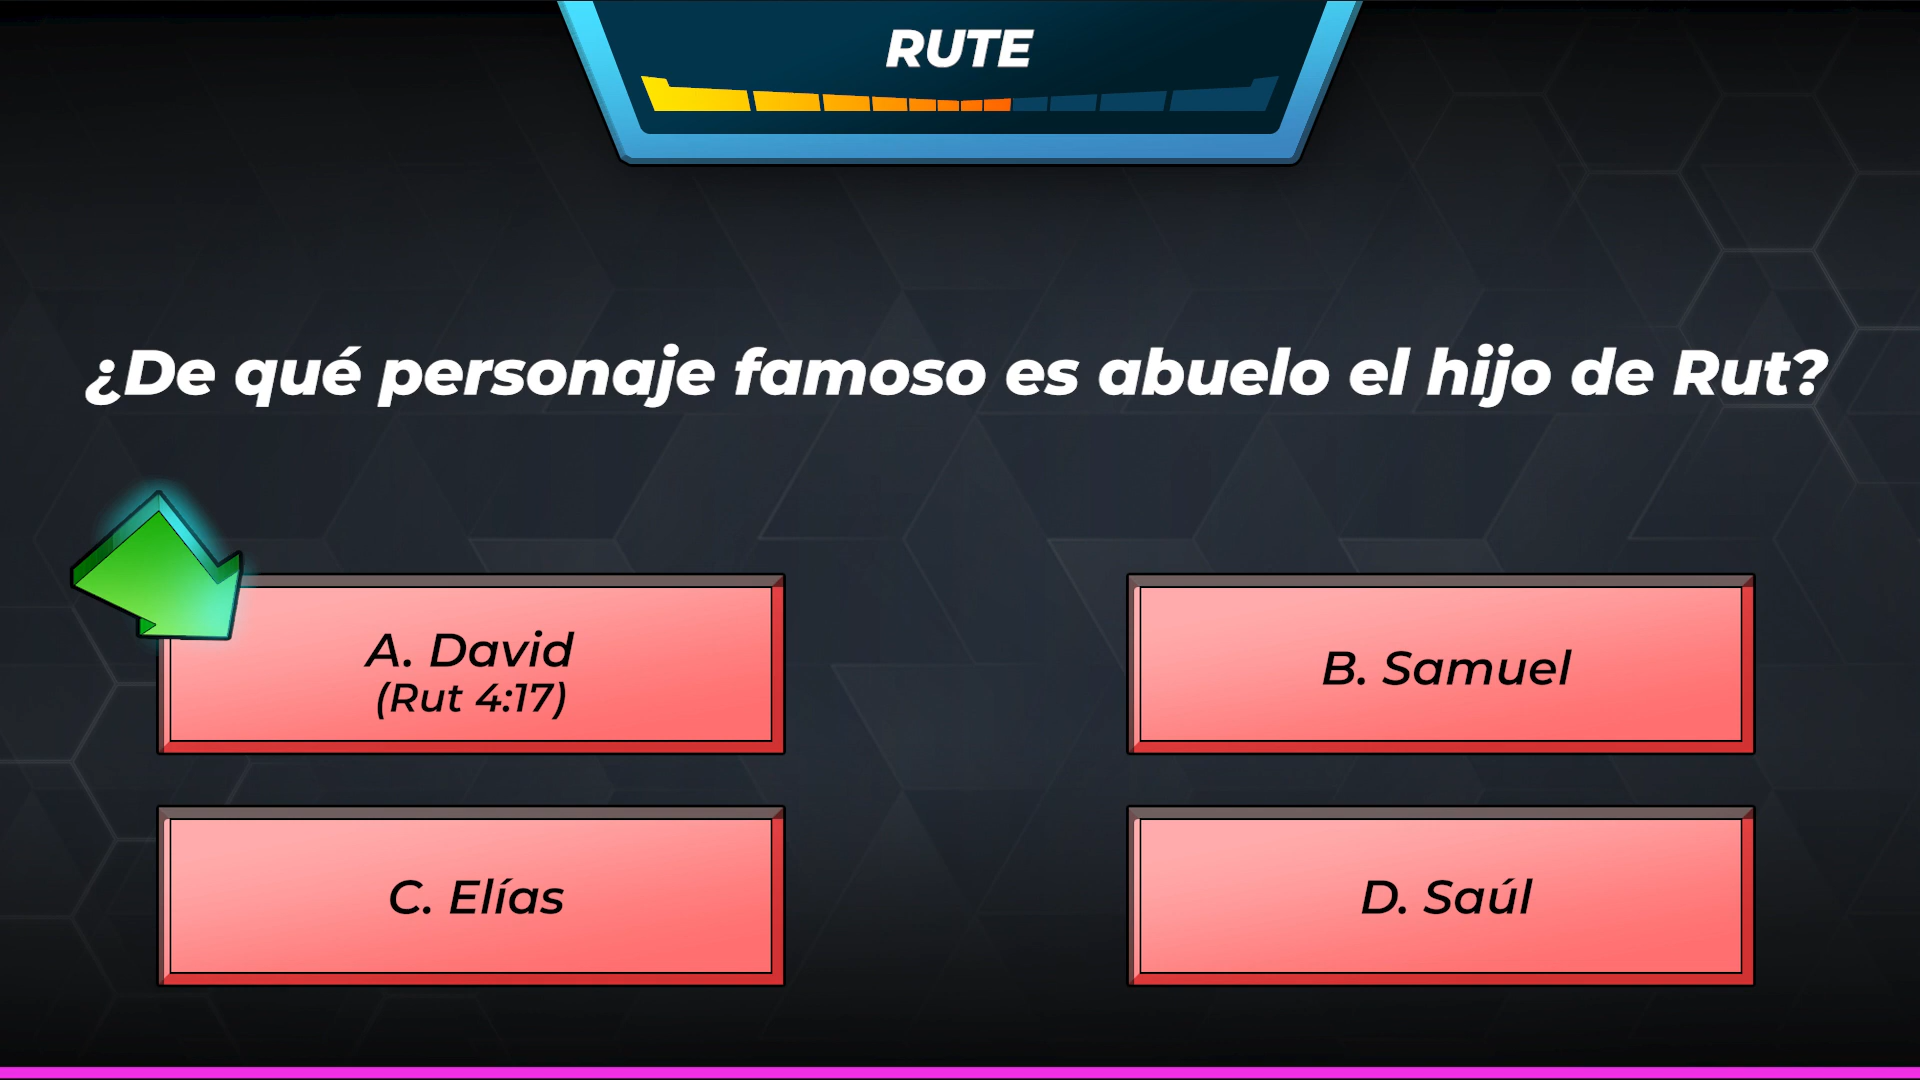 RUTE
¿De qué personaje famoso es abuelo el hijo de Rut?
A. David
(Rut 4:17)
B. Samuel
C. Elías
D. Saúl